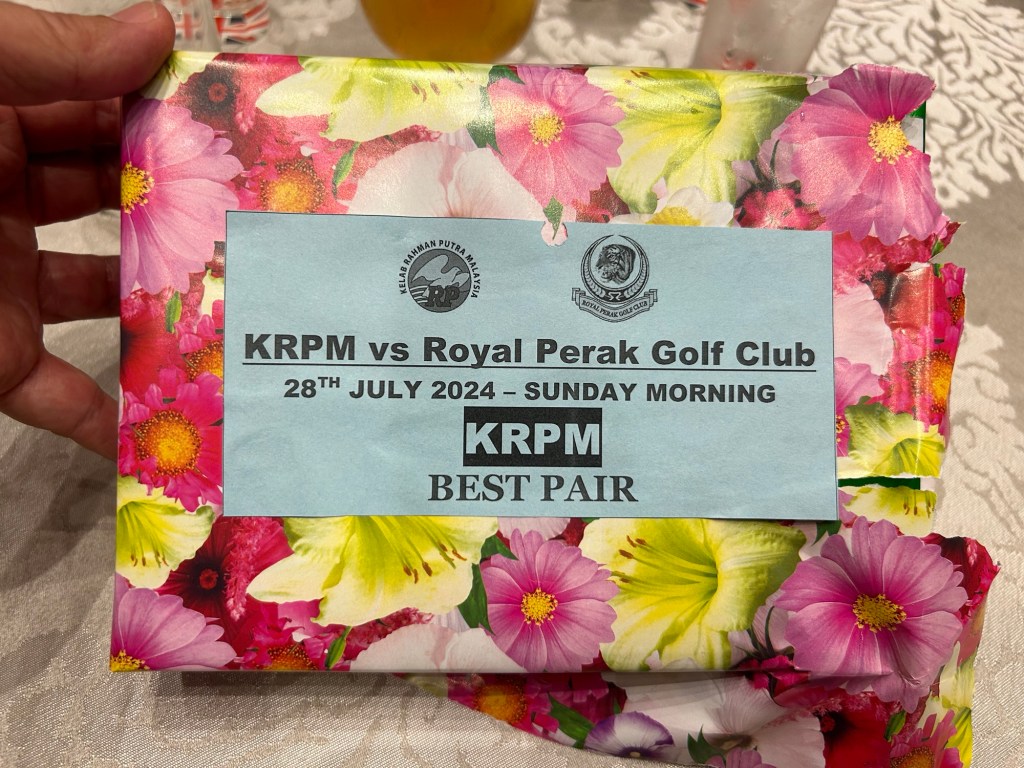 KELAB RAHMAN PUTRA MALAYSIA
RP
ROYAL PERAK GOLF CLUB
KRPM vs Royal Perak Golf Club
28TH JULY 2024 – SUNDAY MORNING
KRPM
BEST PAIR